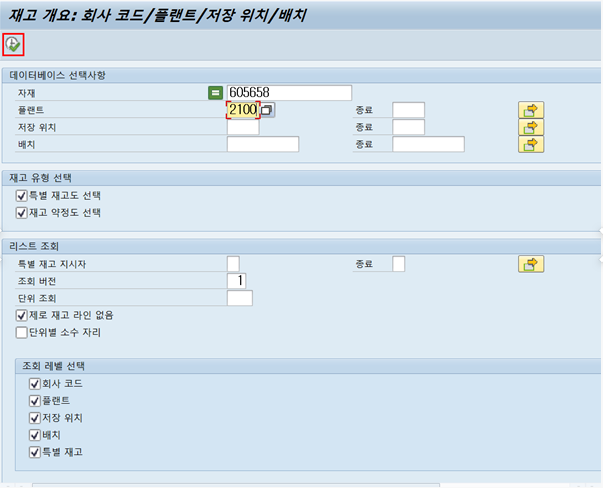 재고 개요: 회사 코드/플랜트/저장 위치/배치
데이터베이스 선택사항
자재 605658
플랜트 2100 종료
저장 위치 종료
배치 종료
재고 유형 선택
특별 재고도 선택
재고 약정도 선택
리스트 조회
특별 재고 지시자 종료
조회 버전 1
단위 조회
제로 재고 라인 없음
단위별 소수 자리
조회 레벨 선택
회사 코드
플랜트
저장 위치
배치
특별 재고